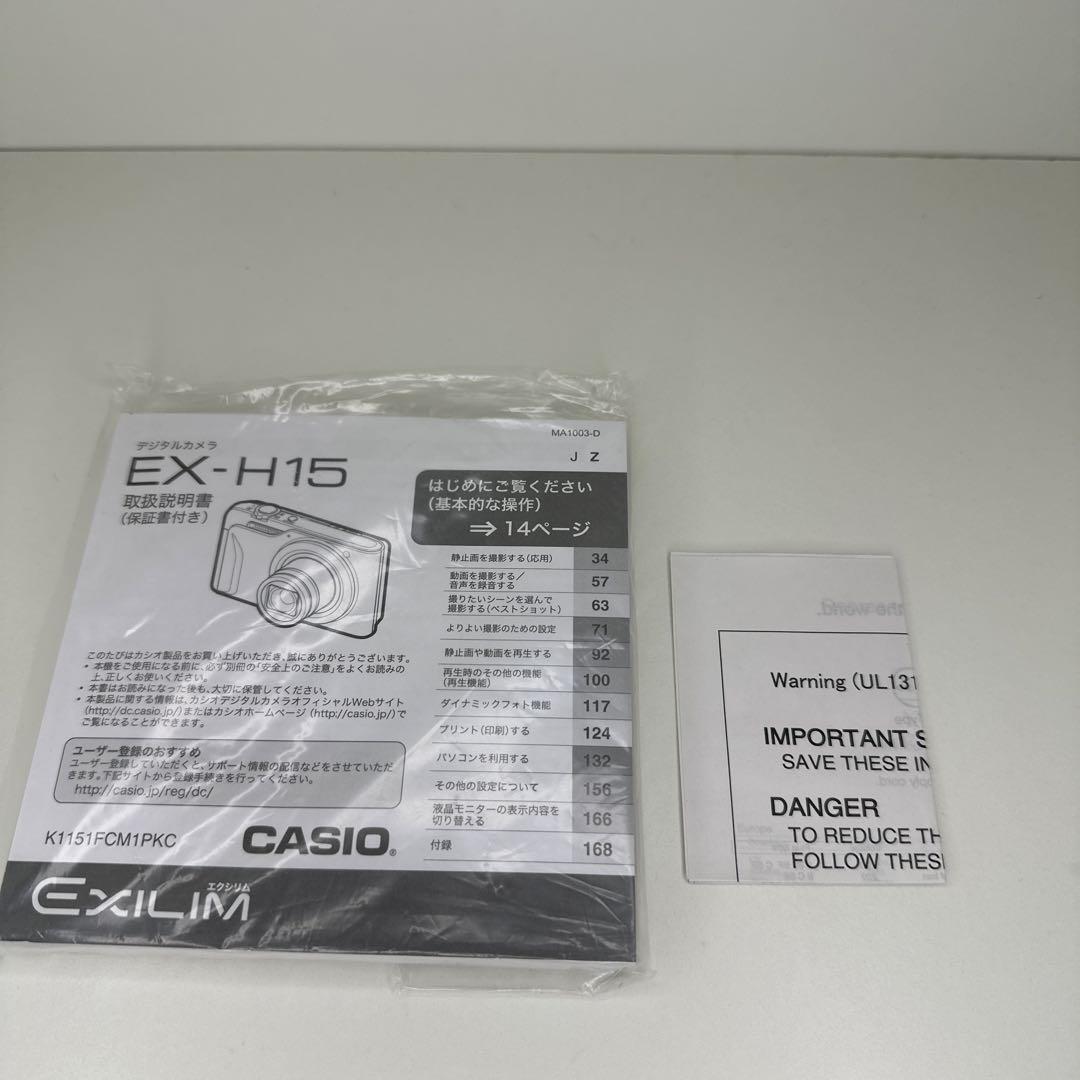 MA1003-D
デジタルカメラ
EX-H15
取扱説明書
（保証書付き）
J Z
はじめにご覧ください
（基本的な操作）
⇒ 14ページ
静止画を撮影する（応用） 34
動画を撮影する／
音声を録音する 57
撮りたいシーンを選んで
撮影する（ベストショット） 63
よりよい撮影のための設定 71
静止画や動画を再生する 92
再生時のその他の機能
（再生機能） 100
ダイナミックフォト機能 117
プリント（印刷）する 124
パソコンを利用する 132
その他の設定について 156
液晶モニターの表示内容を
切り替える 166
付録 168
このたびはカシオ製品をお買い上げいただき、誠にありがとうございます。
• 本機をご使用になる前に、必ず別冊の「安全上のご注意」をよくお読みの
上、正しくお使いください。
• 本書はお読みになった後も、大切に保管してください。
• 本製品に関する情報は、カシオデジタルカメラオフィシャルWebサイト
(http://dc.casio.jp/)またはカシオホームページ (http://casio.jp/)で
ご覧になることができます。
ユーザー登録のおすすめ
ユーザー登録していただくと、サポート情報の配信などをさせていただ
きます。下記サイトから登録手続きを行ってください。
http://casio.jp/reg/dc/
K1151FCM1PKC
CASIO®
エクシリム
EXILIM
the world.
Warning (UL131
IMPORTANT S
SAVE THESE IN
DANGER
TO REDUCE TH
FOLLOW THESE